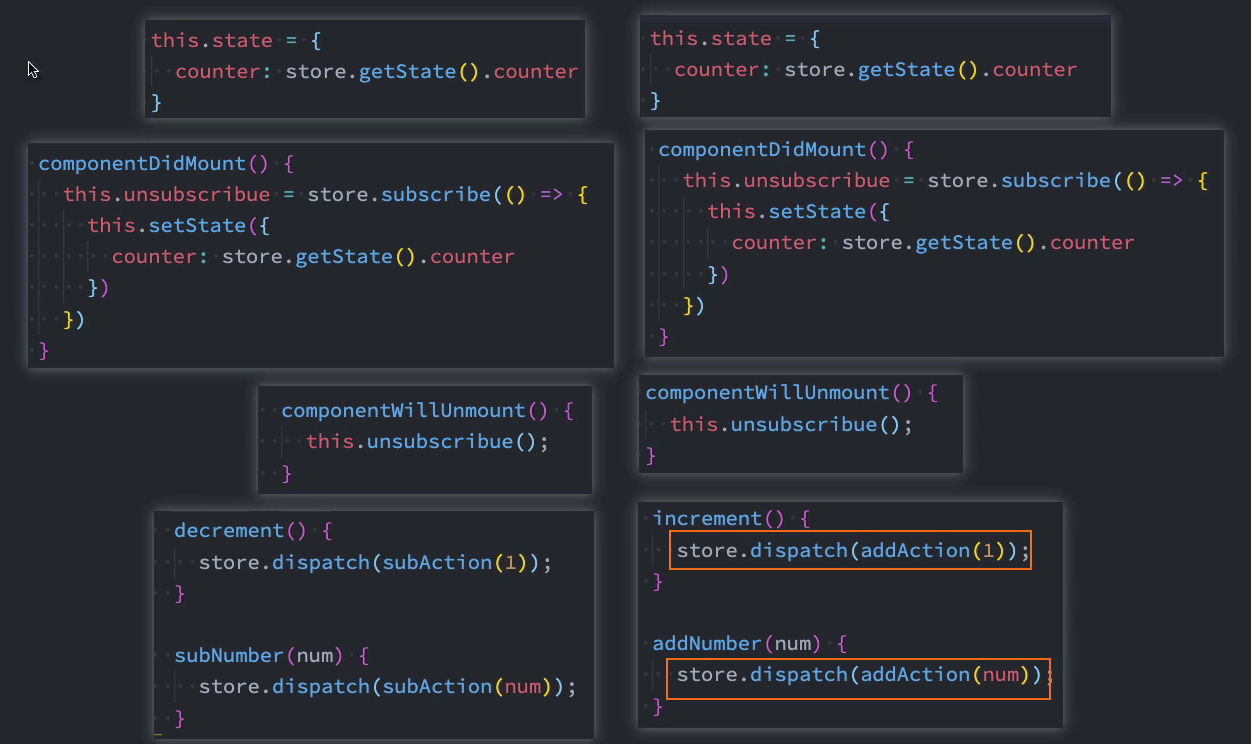 this.state = {
  counter: store.getState().counter
}
componentDidMount() {
  this.unsubscribue = store.subscribe(() => {
    this.setState({
      counter: store.getState().counter
    })
  })
}
componentWillUnmount() {
  this.unsubscribue();
}
decrement() {
  store.dispatch(subAction(1));
}
subNumber(num) {
  store.dispatch(subAction(num));
}
this.state = {
  counter: store.getState().counter
}
componentDidMount() {
  this.unsubscribue = store.subscribe(() => {
    this.setState({
      counter: store.getState().counter
    })
  })
}
componentWillUnmount() {
  this.unsubscribue();
}
increment() {
  store.dispatch(addAction(1));
}
addNumber(num) {
  store.dispatch(addAction(num));
}